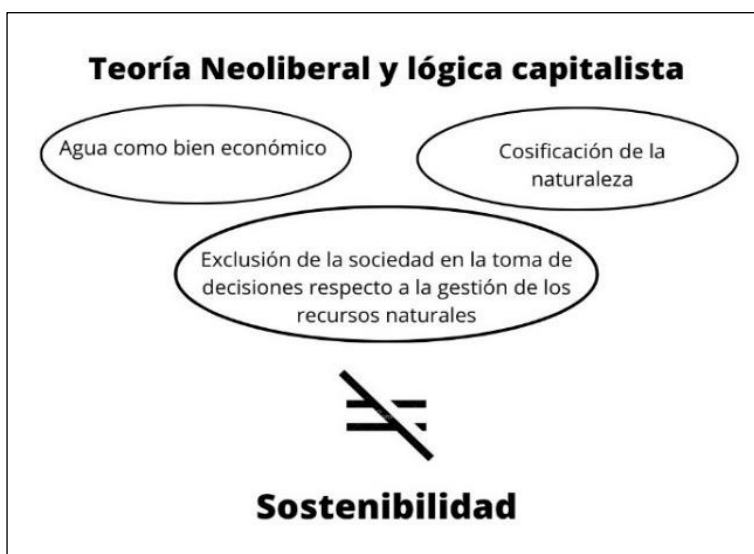 Teoría Neoliberal y lógica capitalista
Agua como bien económico
Cosificación de la
naturaleza
Exclusión de la sociedad en la toma de
decisiones respecto a la gestión de los
recursos naturales
≠
Sostenibilidad